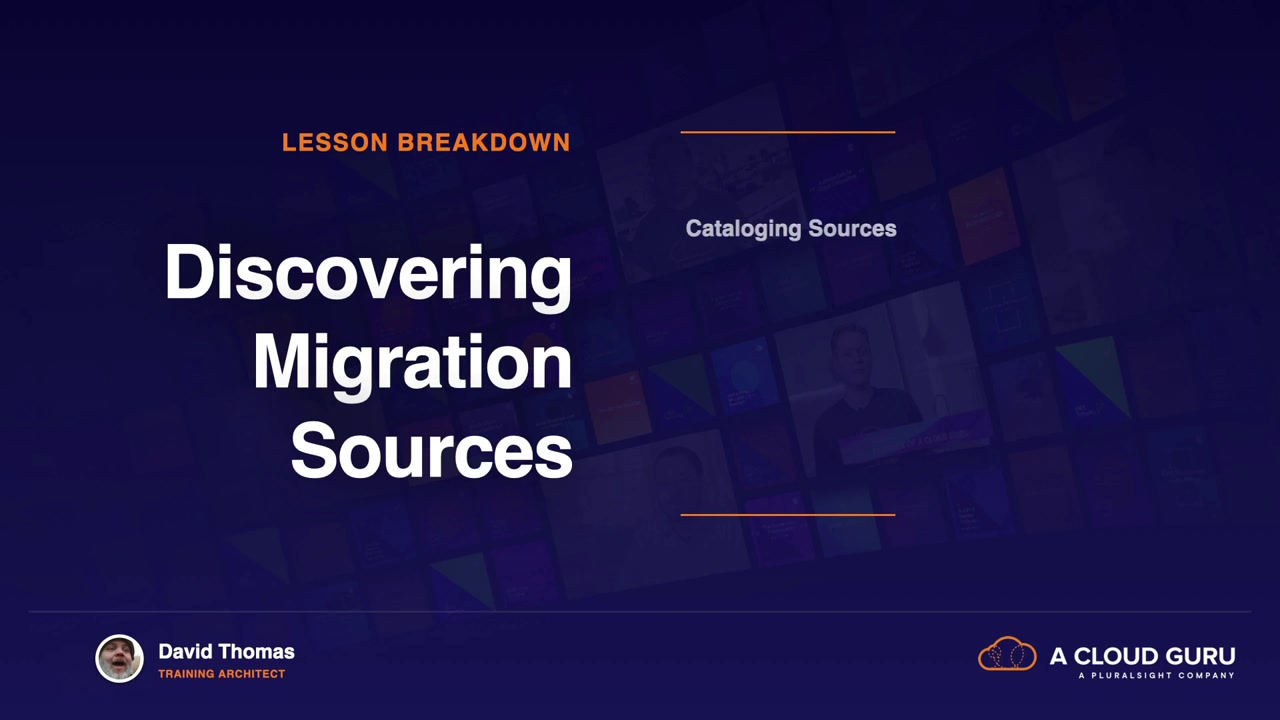 LESSON BREAKDOWN
Discovering
Migration
Sources
Cataloging Sources
David Thomas
TRAINING ARCHITECT
A CLOUD GURU
A PLURALSIGHT COMPANY